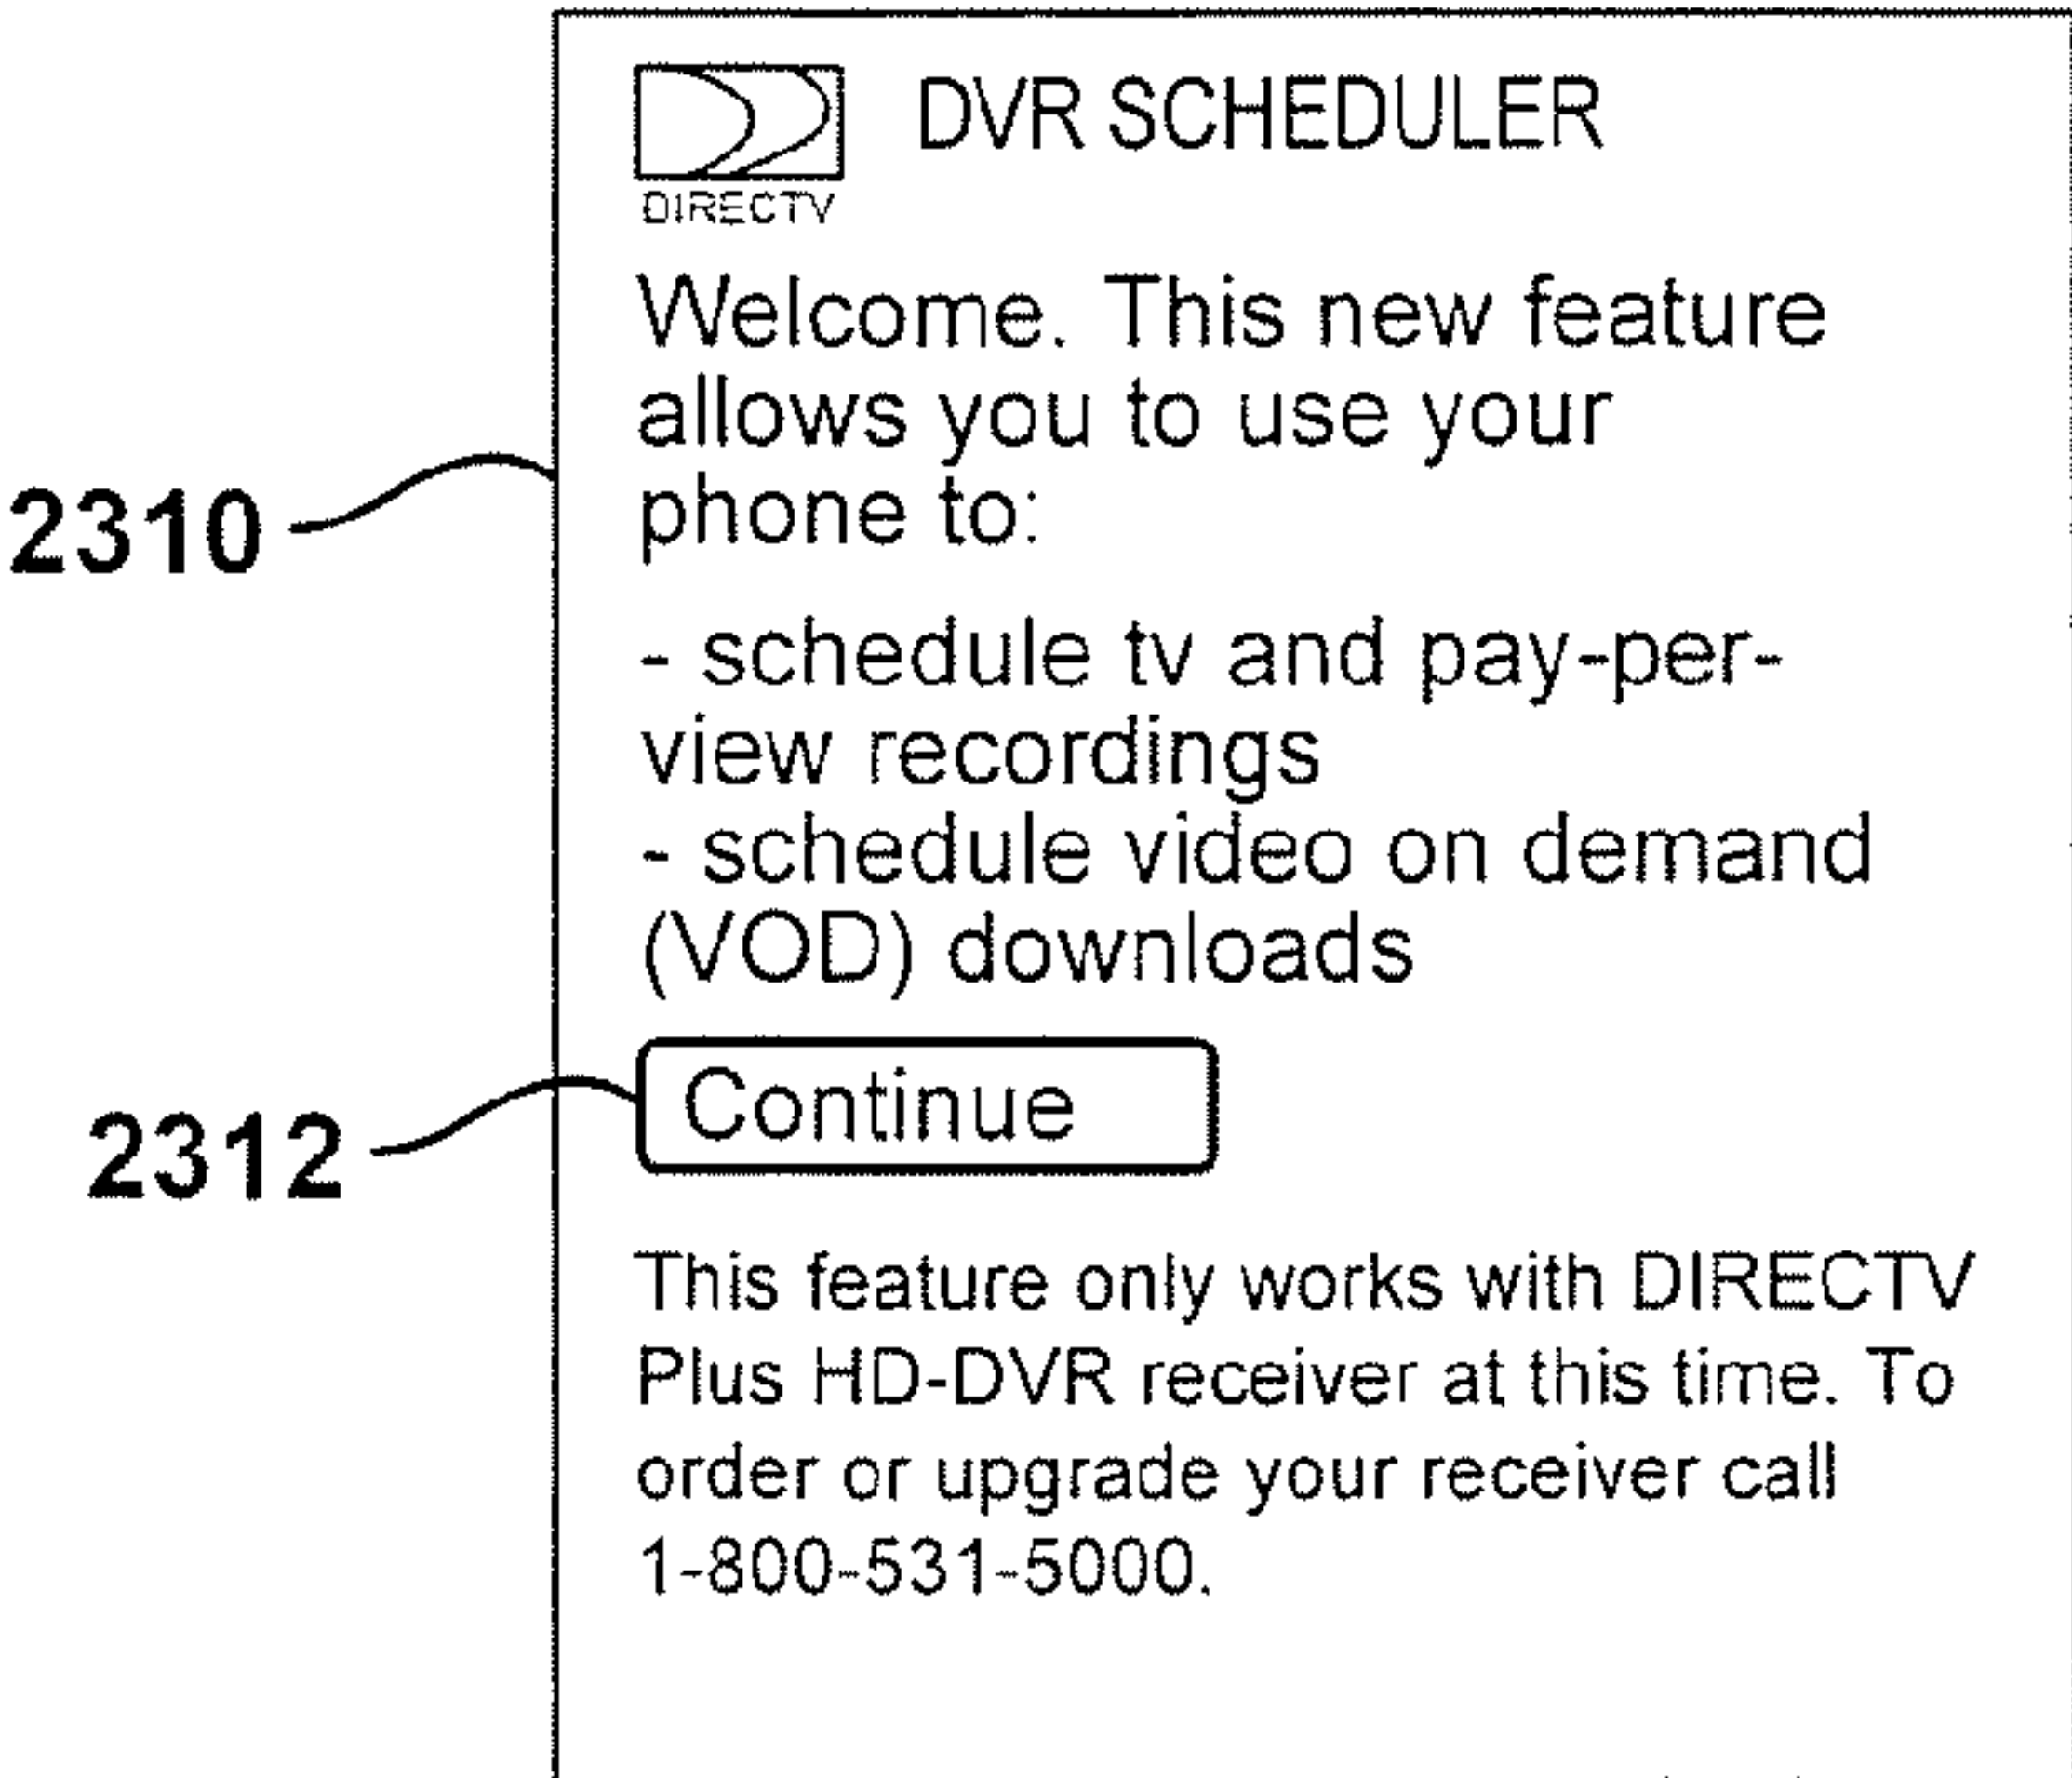 DVR SCHEDULER
DIRECTV
Welcome. This new feature
allows you to use your
phone to:
2310
- schedule tv and pay-per-
view recordings
- schedule video on demand
(VOD) downloads
Continue
2312
This feature only works with DIRECTV
Plus HD-DVR receiver at this time. To
order or upgrade your receiver call
1-800-531-5000.